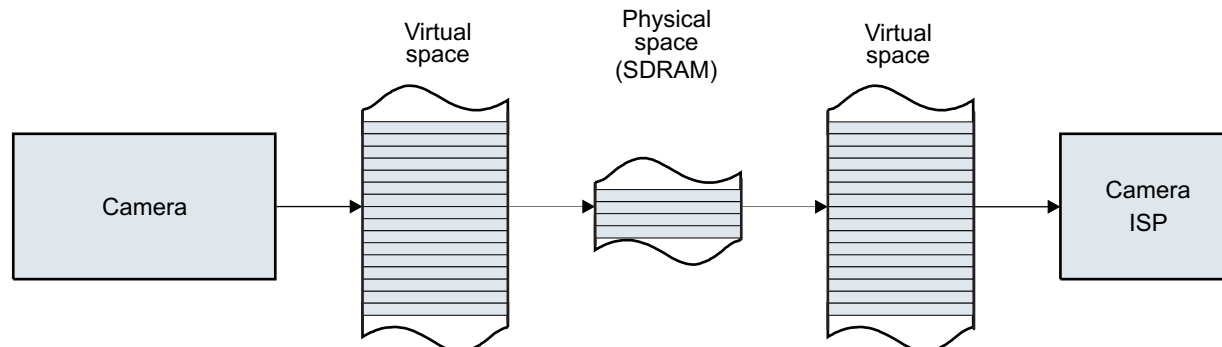 Virtual
space
Physical
space
(SDRAM)
Virtual
space
Camera
Camera
ISP